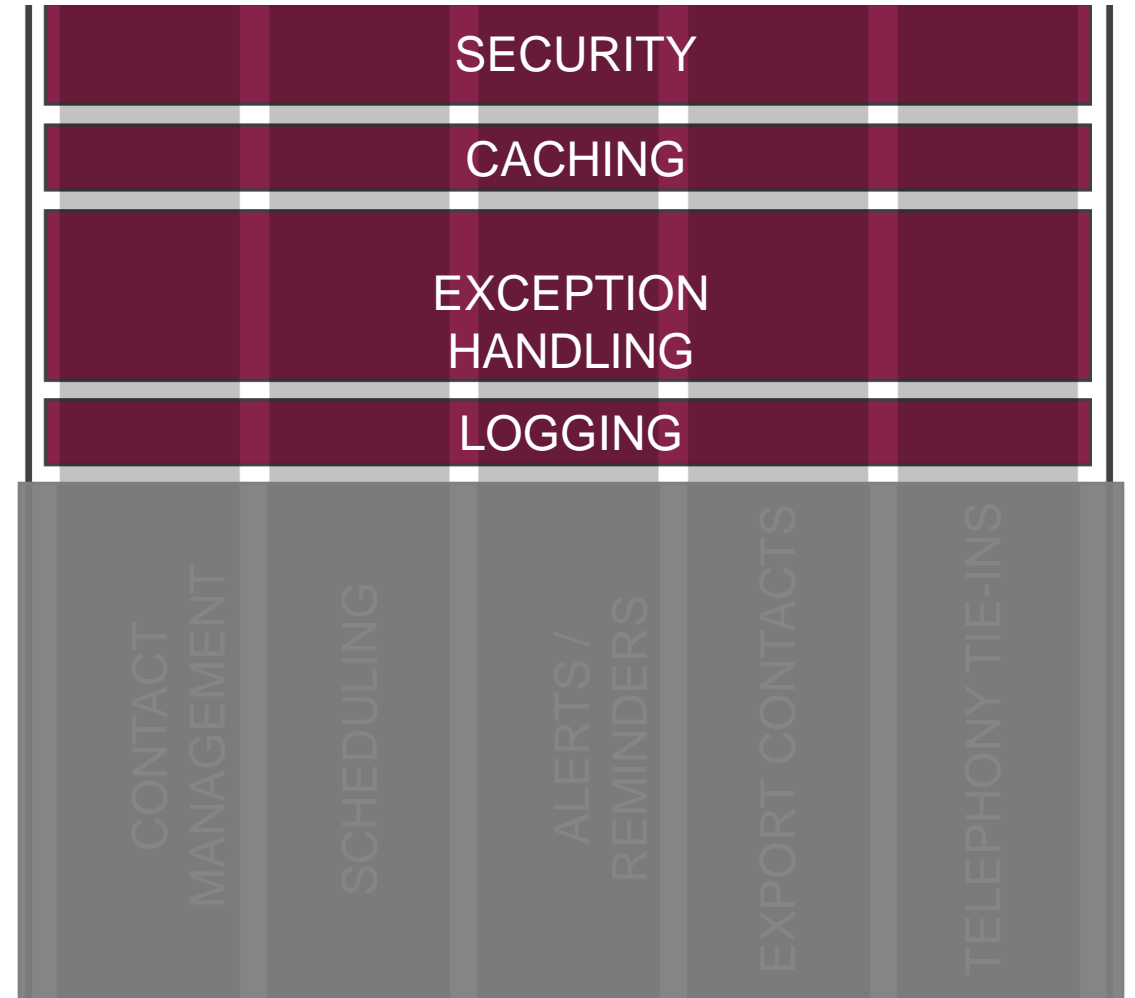 SECURITY
CACHING
EXCEPTION
HANDLING
LOGGING
CONTACT
MANAGEMENT
SCHEDULING
ALERTS /
REMINDERS
EXPORT CONTACTS
TELEPHONY TIE-INS